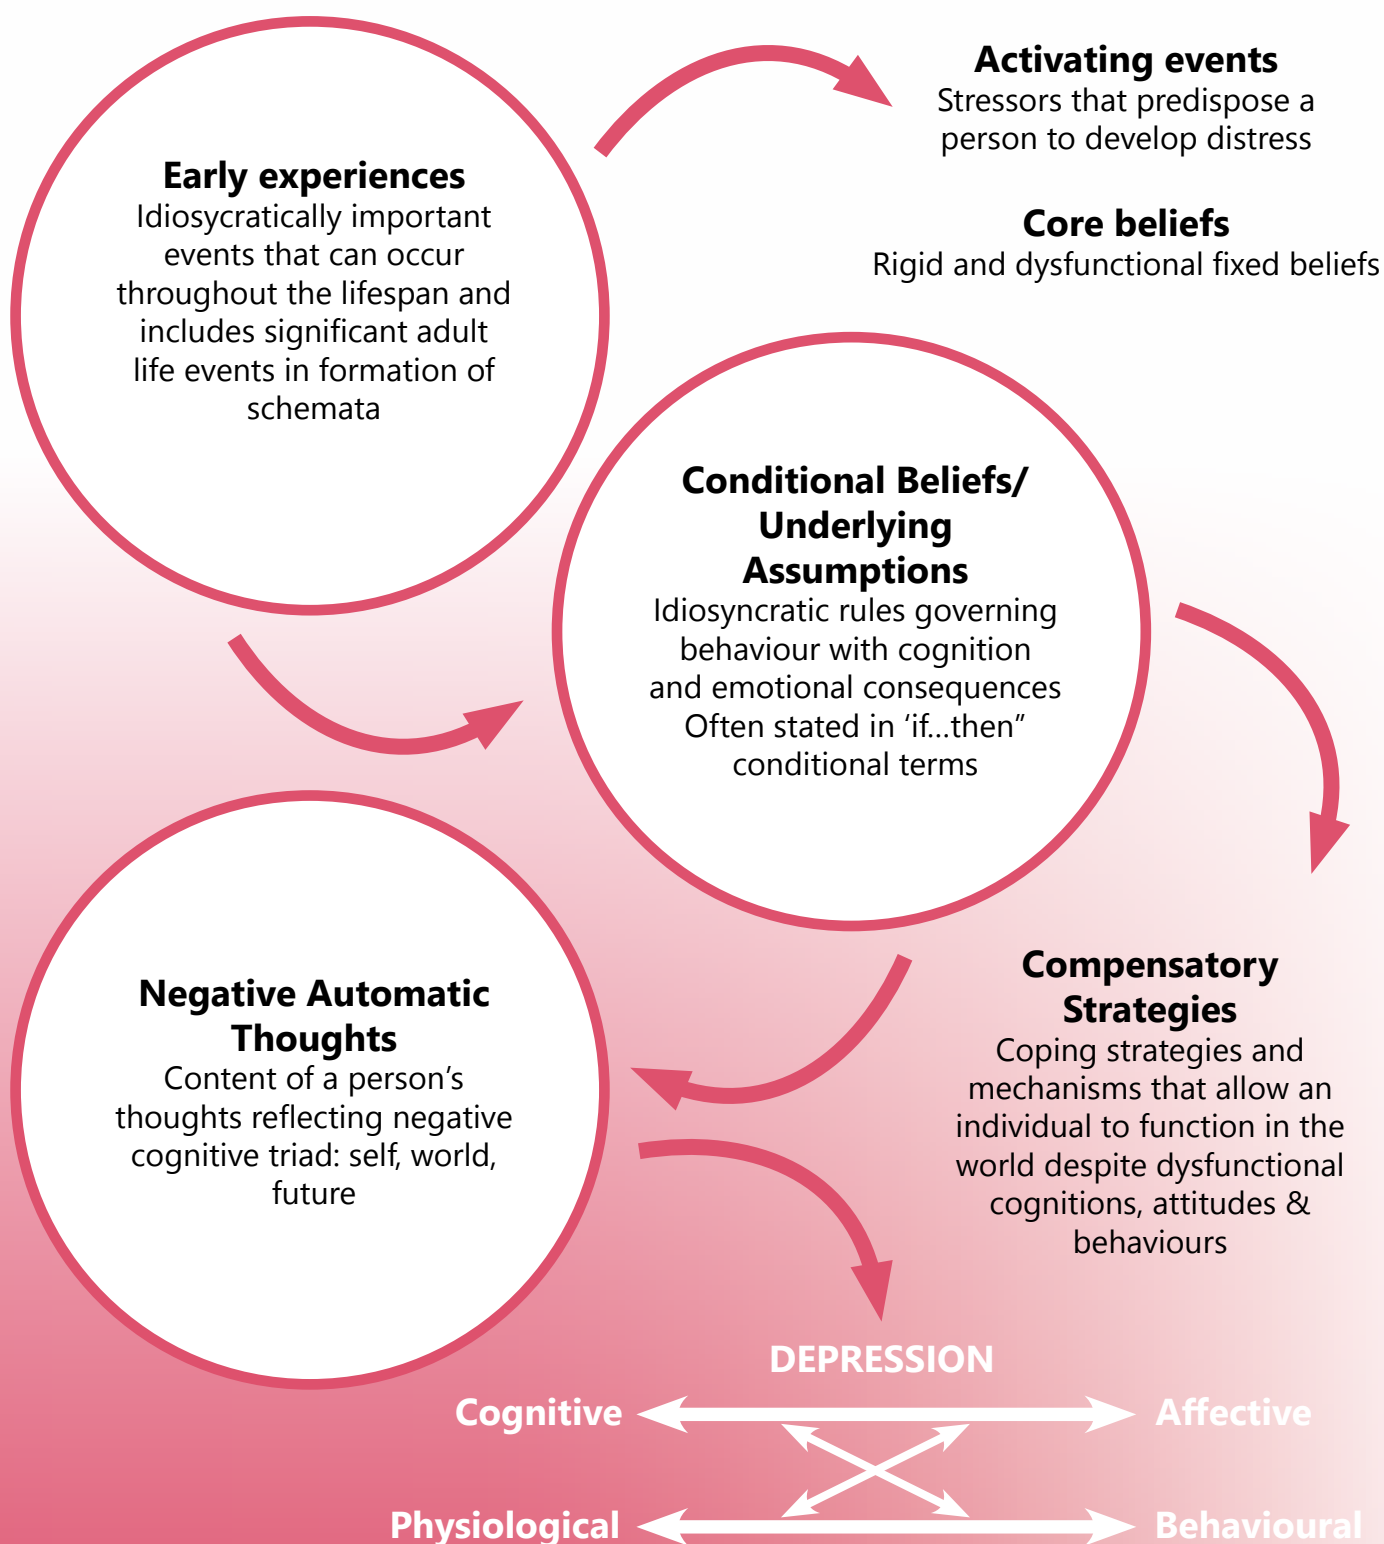 Activating events
Stressors that predispose a
person to develop distress
Early experiences
Idiosycratically important
events that can occur
throughout the lifespan and
includes significant adult
life events in formation of
schemata
Core beliefs
Rigid and dysfunctional fixed beliefs
Conditional Beliefs/
Underlying
Assumptions
Idiosyncratic rules governing
behaviour with cognition
and emotional consequences
Often stated in ‘if...then”
conditional terms
Negative Automatic
Thoughts
Content of a person’s
thoughts reflecting negative
cognitive triad: self, world,
future
Compensatory
Strategies
Coping strategies and
mechanisms that allow an
individual to function in the
world despite dysfunctional
cognitions, attitudes &
behaviours
DEPRESSION
Cognitive
Affective
Physiological
Behavioural